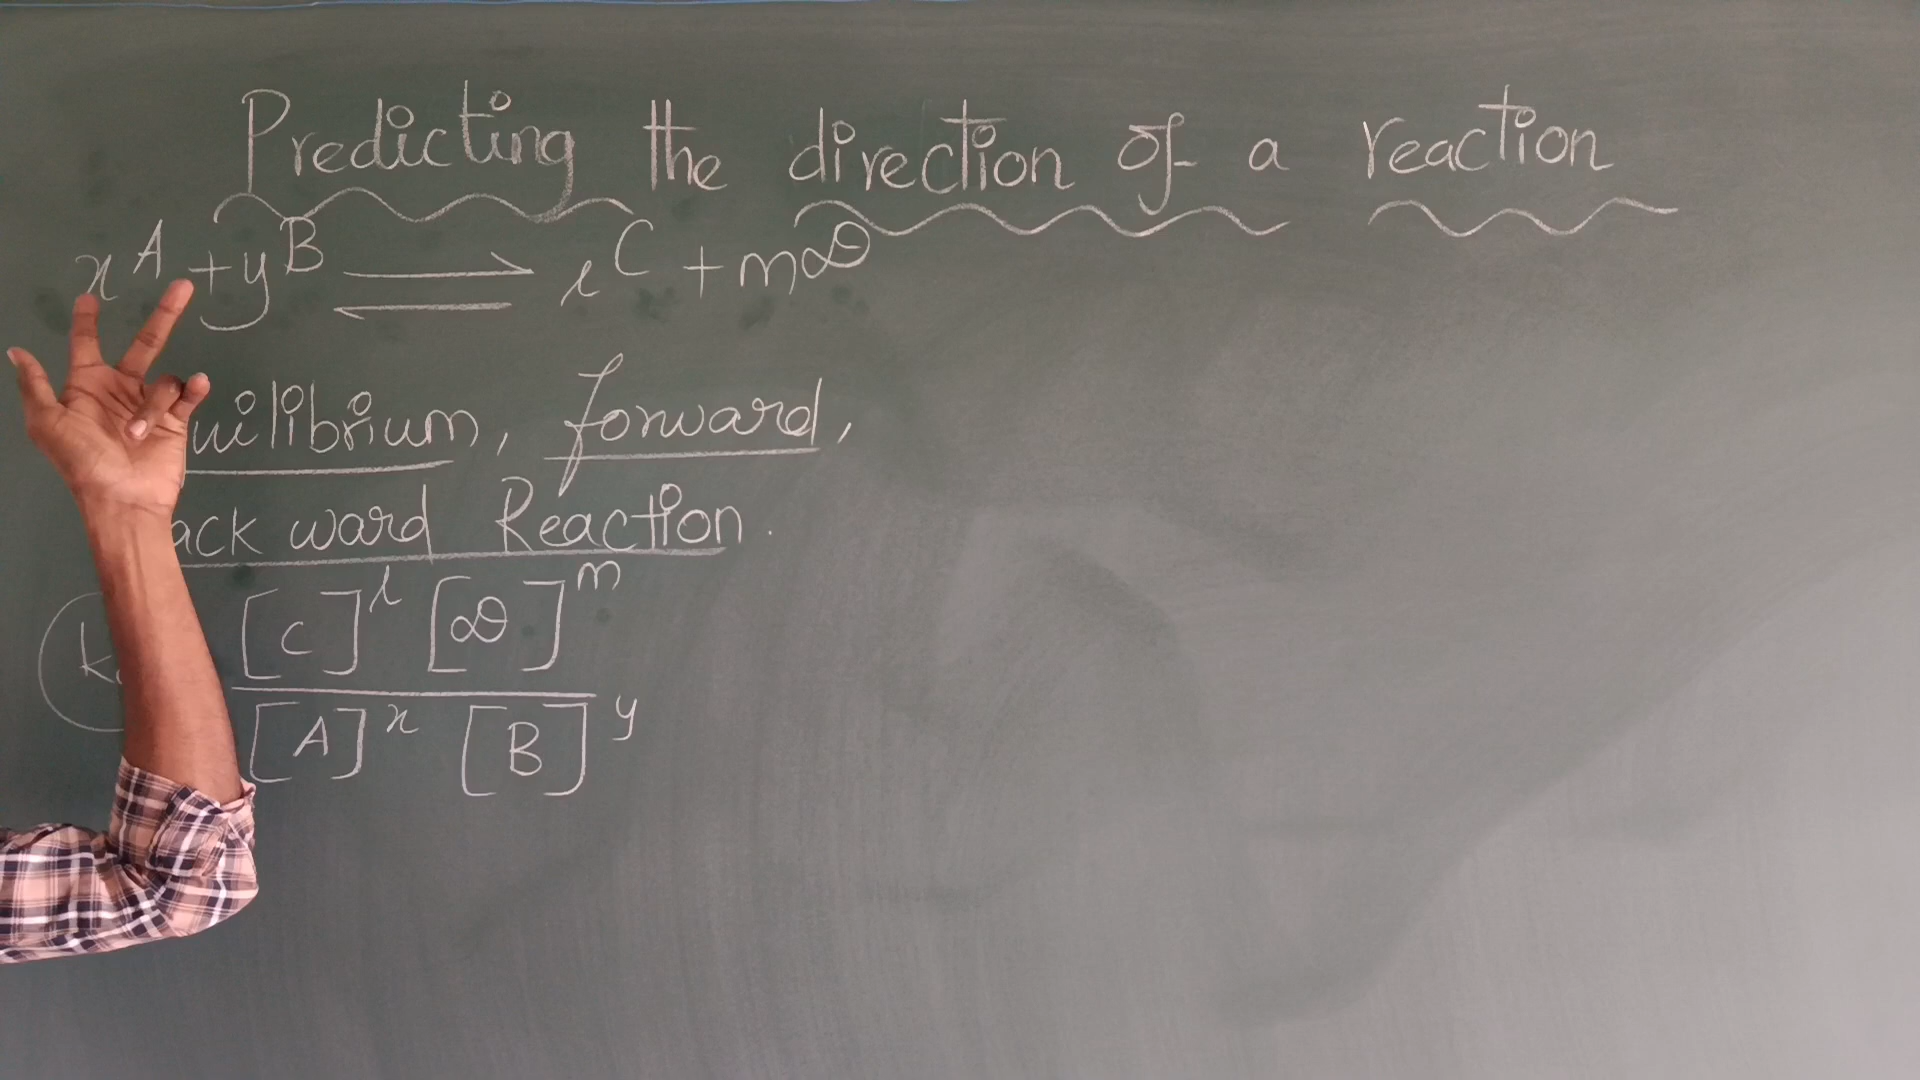 Predicting the direction of a reaction
xA + yB ⇌ lC + mD
uilibrium, forward,
ack ward Reaction.
k [C]^l [D]^m
[A]^x [B]^y